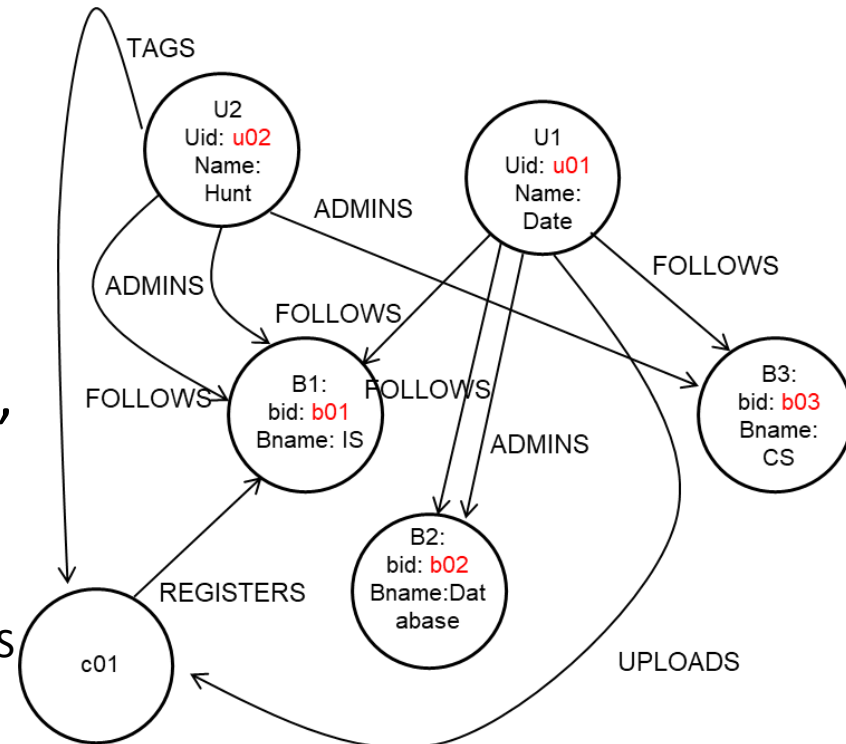 TAGS
U2
Uid: u02
Name:
Hunt
U1
Uid: u01
Name:
Date
ADMINS
FOLLOWS
ADMINS
FOLLOWS
B1:
bid: b01
Bname: IS
FOLLOWS
FOLLOWS
,
B3:
bid: b03
Bname:
CS
ADMINS
B2:
bid: b02
Bname:Dat
abase
REGISTERS
s
c01
UPLOADS